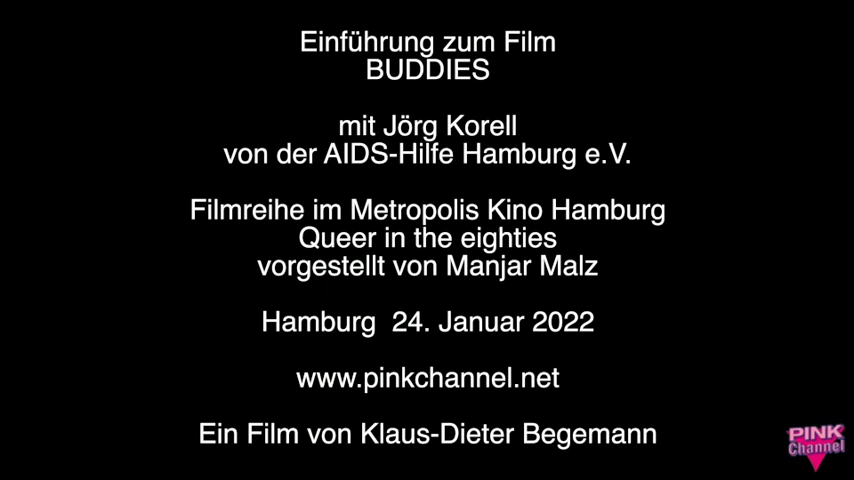 Einführung zum Film
BUDDIES
mit Jörg Korell
von der AIDS-Hilfe Hamburg e.V.
Filmreihe im Metropolis Kino Hamburg
Queer in the eighties
vorgestellt von Manjar Malz
Hamburg  24. Januar 2022
www.pinkchannel.net
Ein Film von Klaus-Dieter Begemann
PINK
Channel